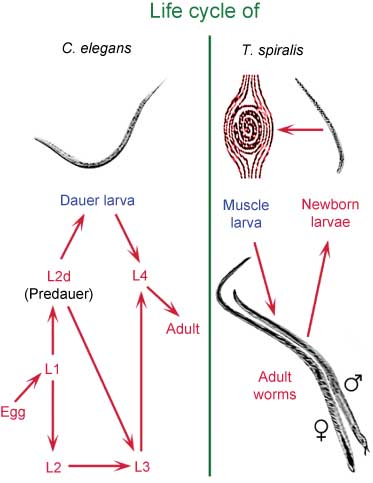 Life cycle of
C. elegans
T. spiralis
Dauer larva
L2d
(Predauer)
L4
Adult
L1
Egg
L2
L3
Muscle
larva
Newborn
larvae
Adult
worms
♂
♀